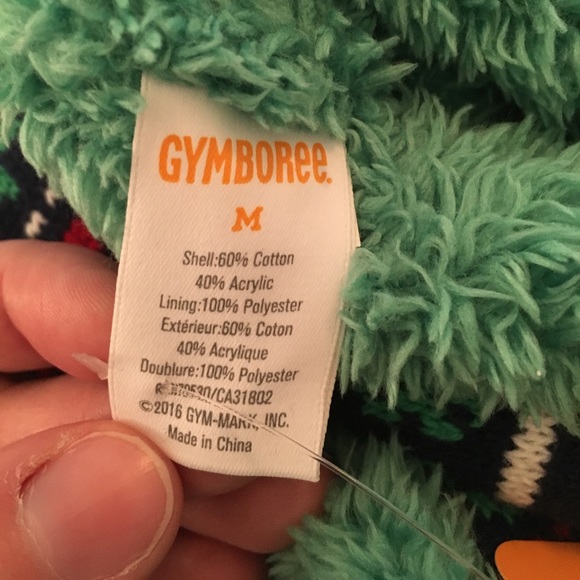 GYMBOREE.
M
Shell:60% Cotton
40% Acrylic
Lining:100% Polyester
Extérieur:60% Coton
40% Acrylique
Doublure:100% Polyester
/CA31802
©2016 GYM-MARK, INC.
Made in China